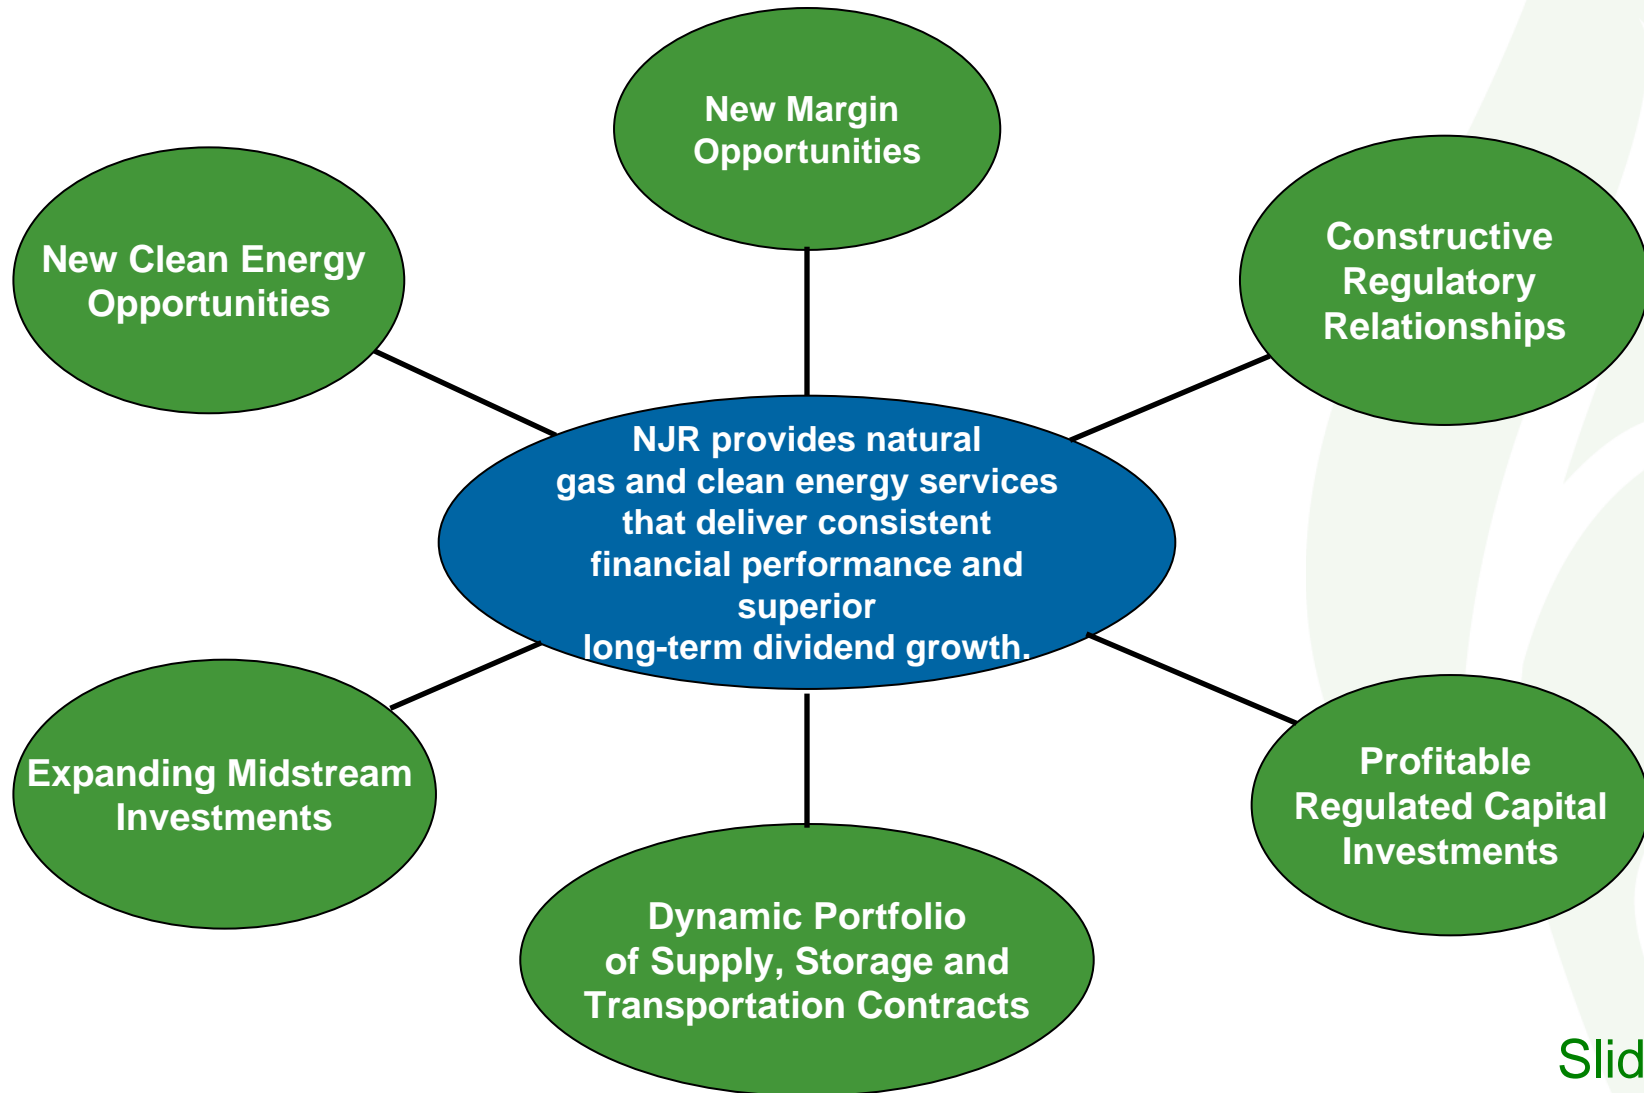 New Margin
Opportunities
New Clean Energy
Opportunities
Constructive
Regulatory
Relationships
NJR provides natural
gas and clean energy services
that deliver consistent
financial performance and
superior
long-term dividend growth.
Expanding Midstream
Investments
Profitable
Regulated Capital
Investments
Dynamic Portfolio
of Supply, Storage and
Transportation Contracts
Slid